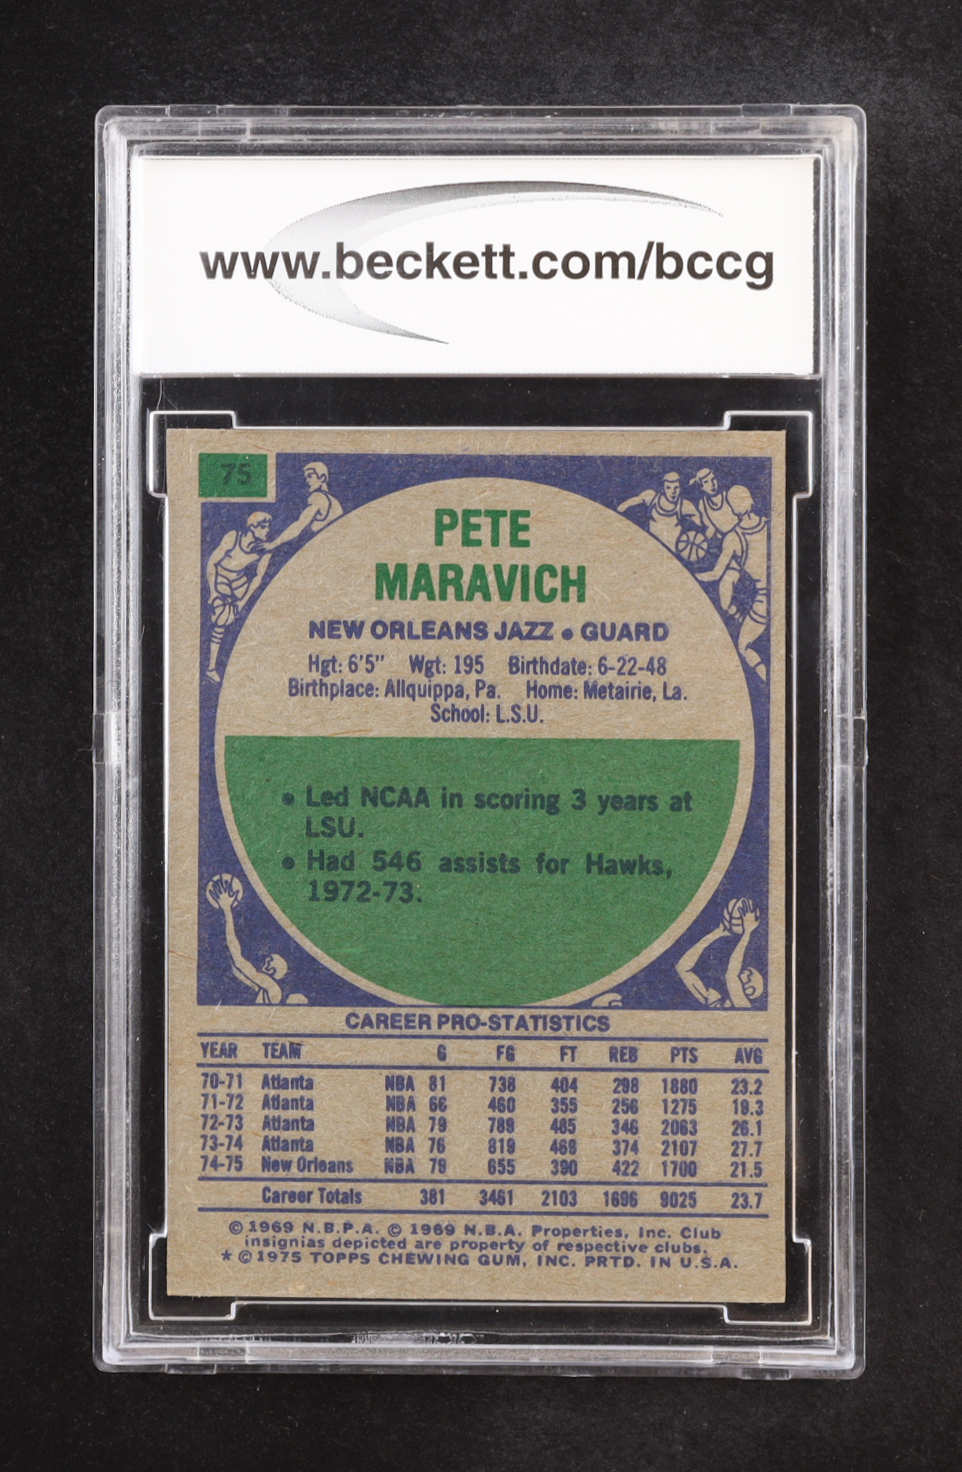 www.beckett.com/bccg
75
PETE
MARAVICH
NEW ORLEANS JAZZ • GUARD
Hgt: 6'5" Wgt: 195 Birthdate: 6-22-48
Birthplace: Aliquippa, Pa. Home: Metairie, La.
School: L.S.U.
• Led NCAA in scoring 3 years at
LSU.
• Had 546 assists for Hawks,
1972-73.
CAREER PRO-STATISTICS
YEAR TEAM G FG FT REB PTS AVG
70-71 Atlanta NBA 81 738 404 298 1880 23.2
71-72 Atlanta NBA 66 460 355 256 1275 19.3
72-73 Atlanta NBA 79 789 485 346 2063 26.1
73-74 Atlanta NBA 76 819 469 374 2107 27.7
74-75 New Orleans NBA 79 655 390 422 1700 21.5
Career Totals 381 3461 2103 1696 9025 23.7
© 1969 N.B.P.A. © 1969 N.B.A. Properties, Inc. Club
insignias depicted are property of respective clubs.
* © 1975 TOPPS CHEWING GUM, INC. PRTD. IN U.S.A.